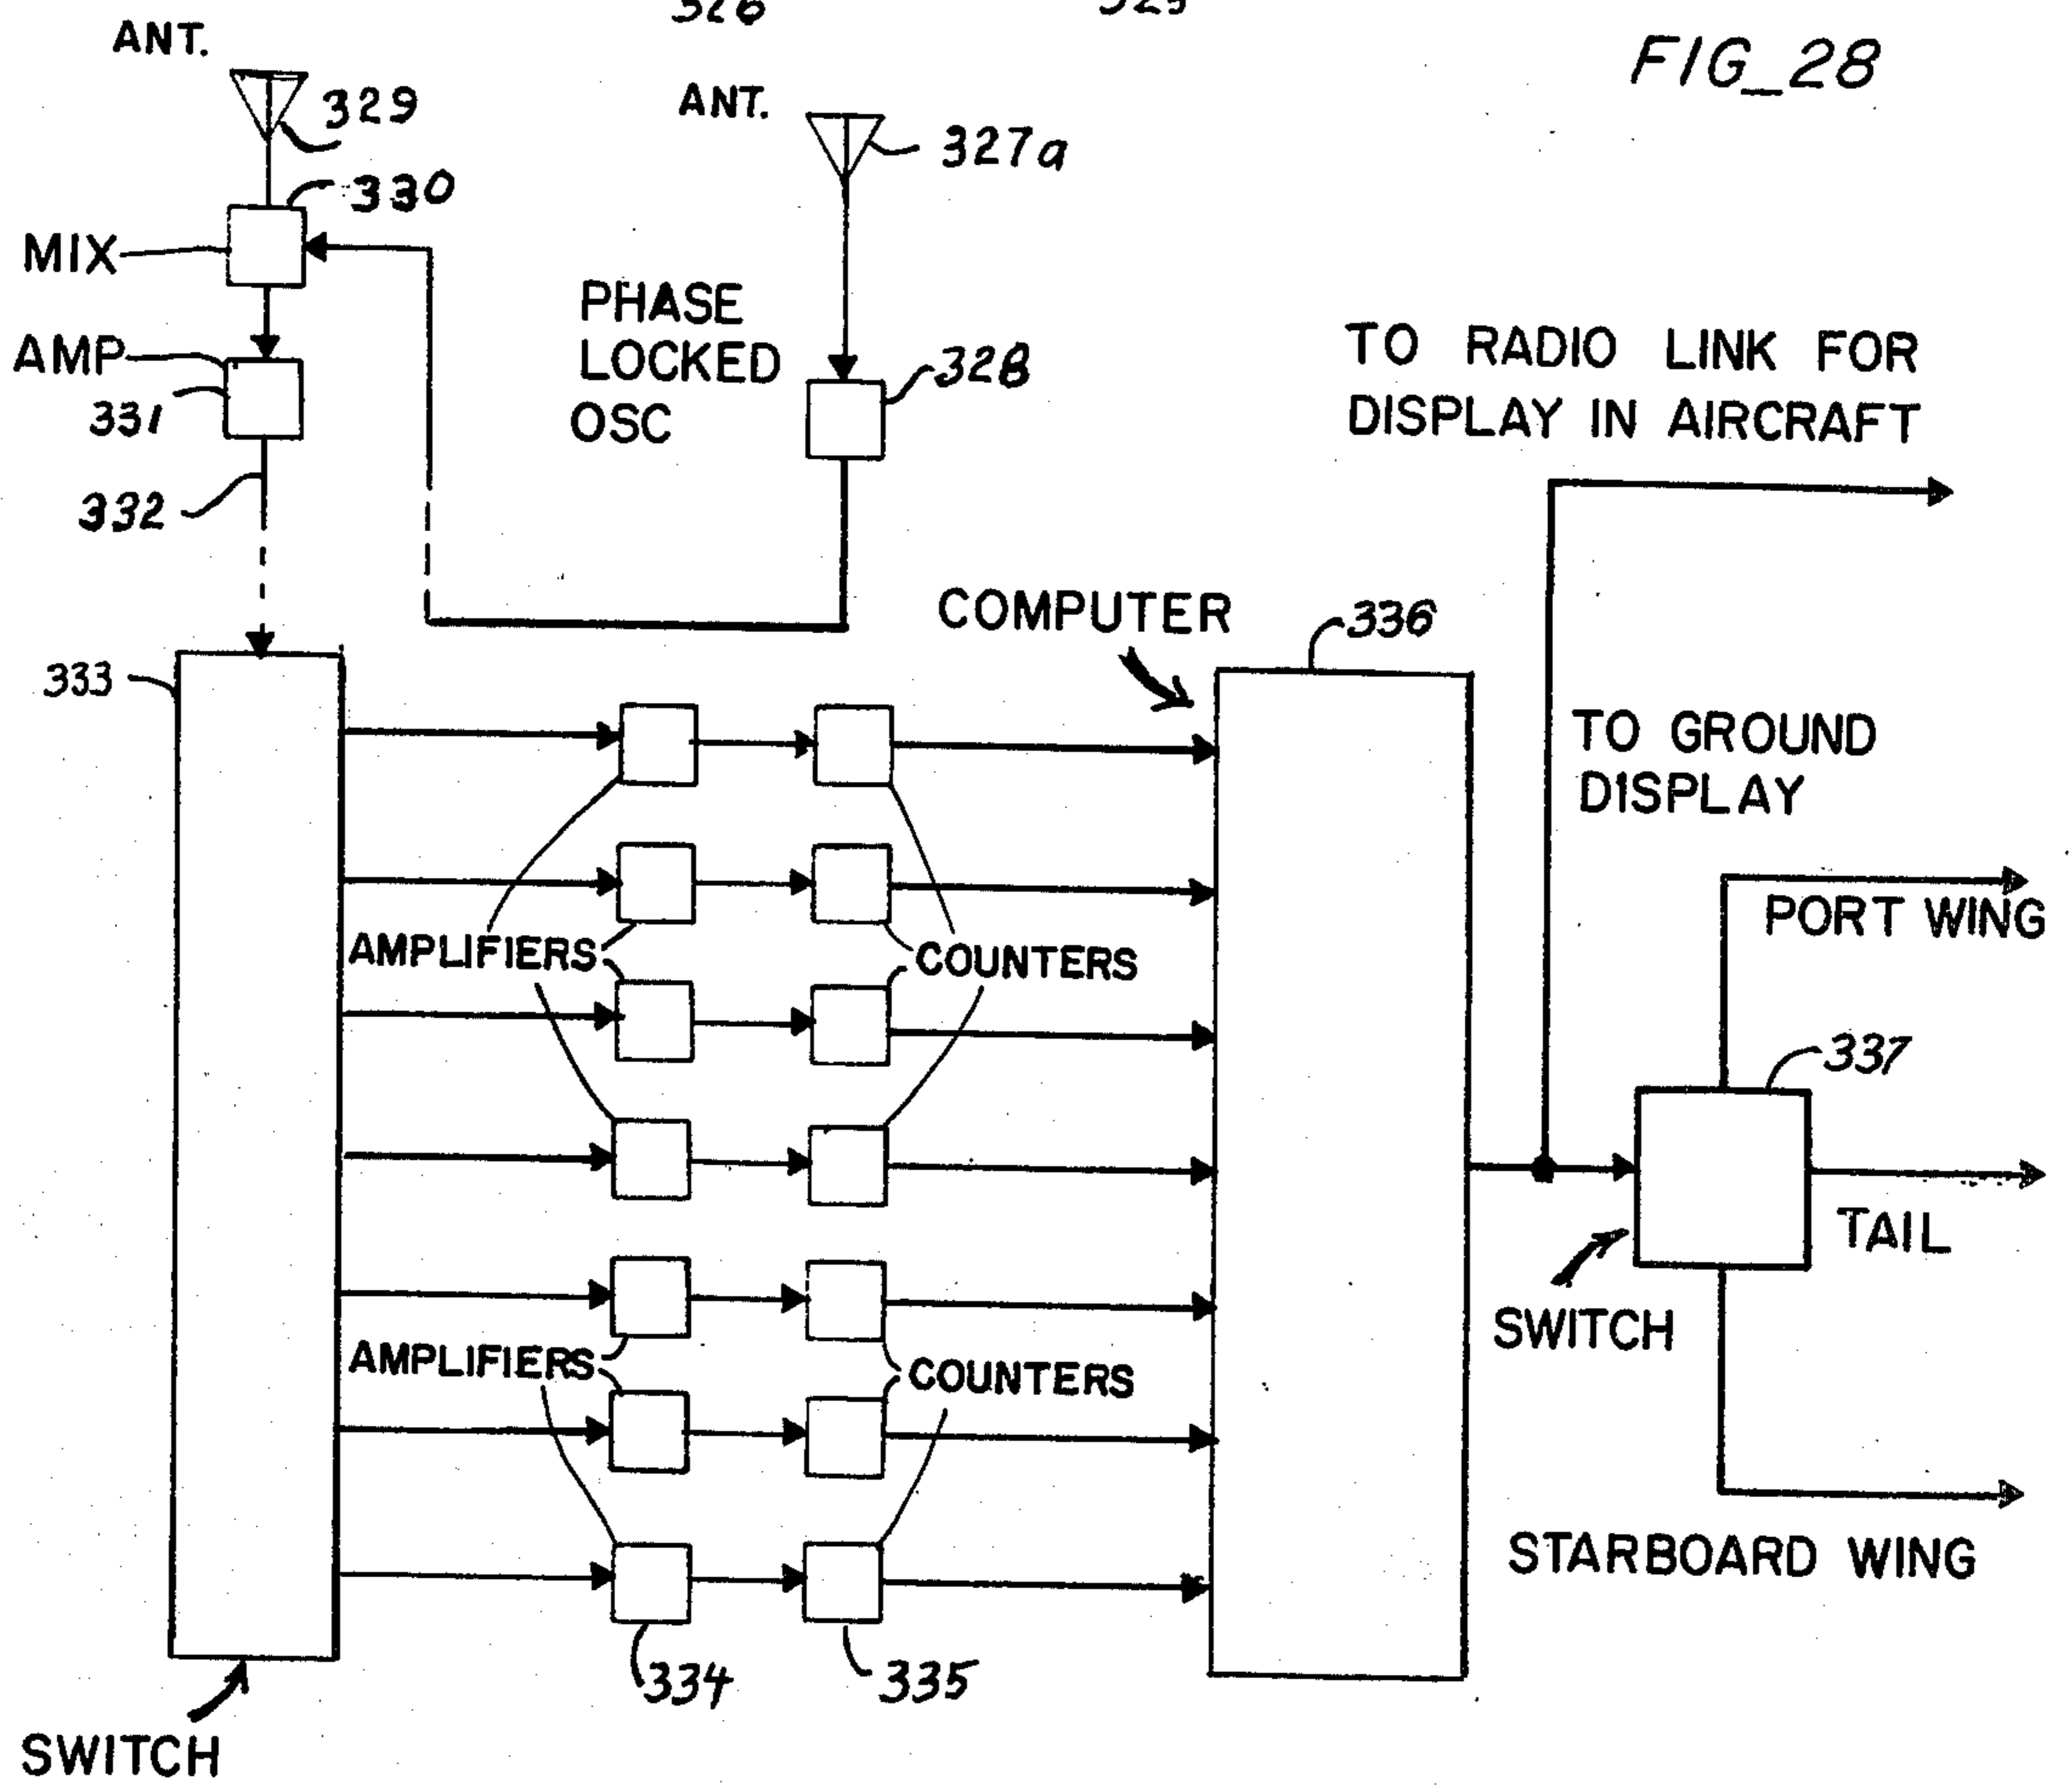 ANT.
FIG_28
329
ANT.
327a
330
MIX
PHASE
LOCKED
OSC
328
AMP
331
332
TO RADIO LINK FOR
DISPLAY IN AIRCRAFT
COMPUTER
336
333
TO GROUND
DISPLAY
PORT WING
AMPLIFIERS
COUNTERS
337
TAIL
SWITCH
AMPLIFIERS
COUNTERS
STARBOARD WING
334
335
SWITCH